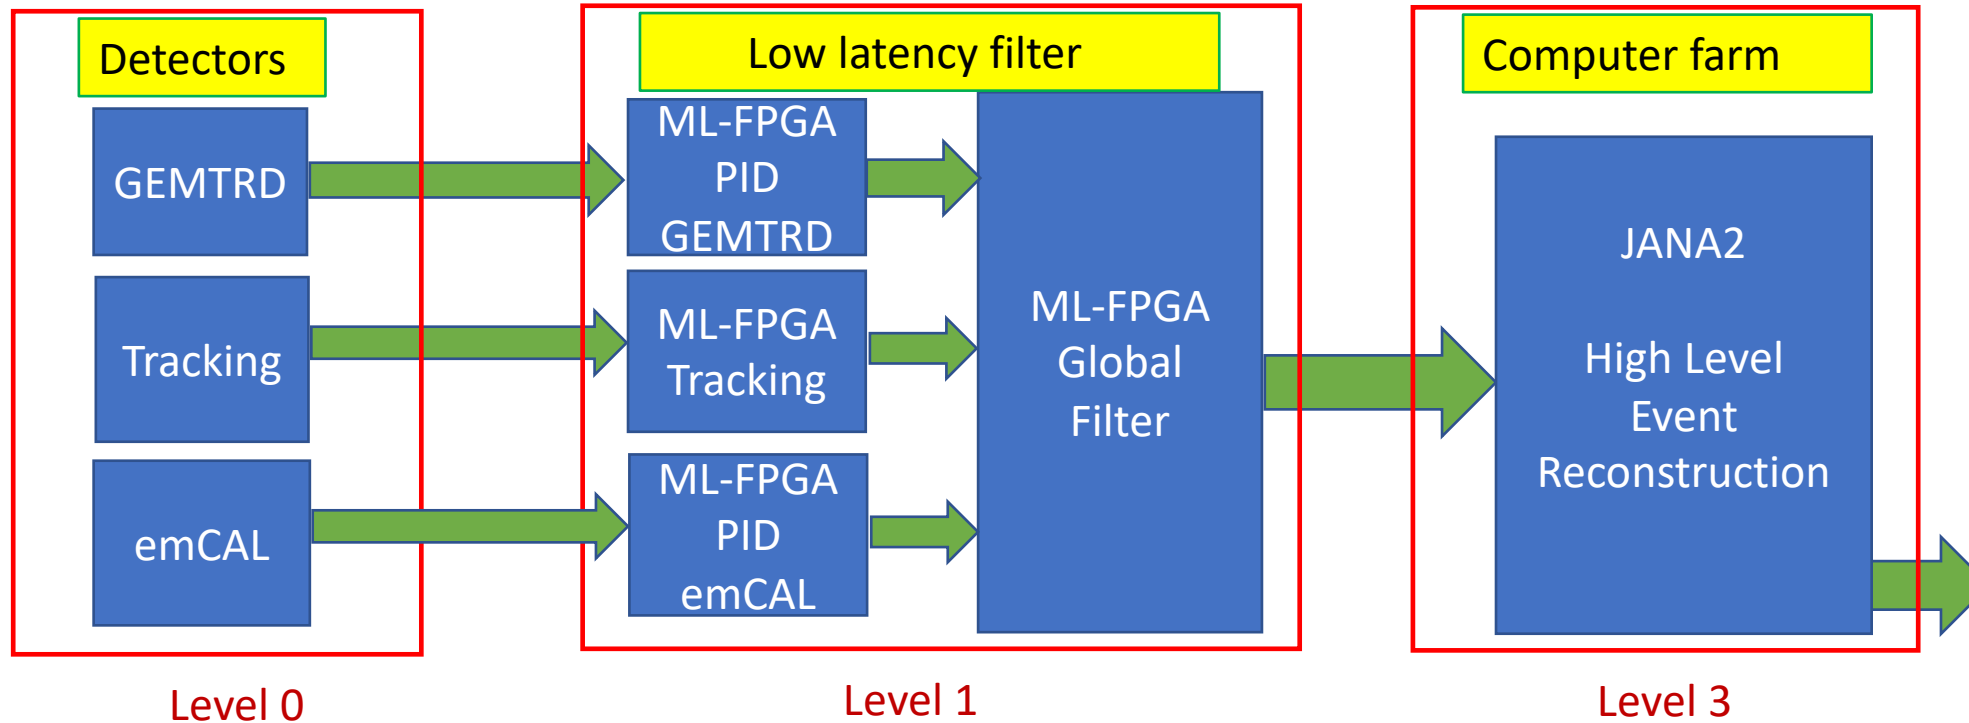 Detectors
GEMTRD
Tracking
emCAL
Level 0
Low latency filter
ML-FPGA
PID
GEMTRD
ML-FPGA
Tracking
ML-FPGA
PID
emCAL
ML-FPGA
Global
Filter
Level 1
Computer farm
JANA2
High Level
Event
Reconstruction
Level 3